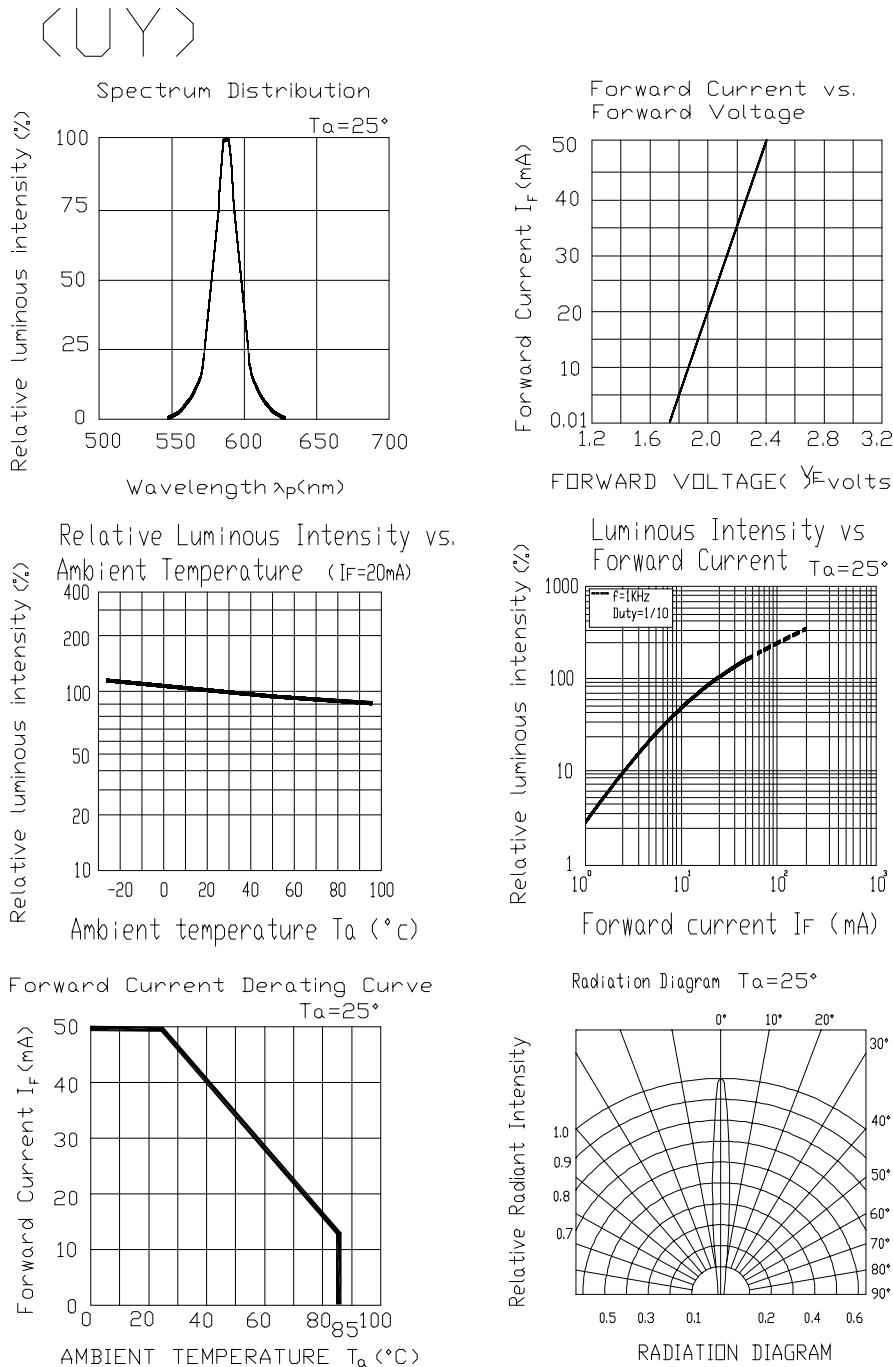 (UY)
Spectrum Distribution
Ta=25°
Relative luminous intensity (%)
100
75
50
25
0
500 550 600 650 700
Wavelength λp(nm)
Forward Current vs.
Forward Voltage
Forward Current IF(mA)
50
40
30
20
10
0.01
1.2 1.6 2.0 2.4 2.8 3.2
FORWARD VOLTAGE( VF volts
Relative Luminous Intensity vs.
Ambient Temperature (IF=20mA)
Relative luminous intensity (%)
400
200
100
50
20
10
-20 0 20 40 60 80 100
Ambient temperature Ta (°c)
Luminous Intensity vs
Forward Current Ta=25°
Relative luminous intensity (%)
f=1KHz
Duty=1/10
1000
100
10
1
10⁰ 10¹ 10² 10³
Forward current IF (mA)
Forward Current Derating Curve
Ta=25°
Forward Current IF(mA)
50
40
30
20
10
0
0 20 40 60 80 85 100
AMBIENT TEMPERATURE Ta (°C)
Radiation Diagram Ta=25°
Relative Radiant Intensity
0° 10° 20°
30°
40°
50°
60°
70°
80°
90°
1.0
0.9
0.8
0.7
0.5 0.3 0.1 0.2 0.4 0.6
RADIATION DIAGRAM